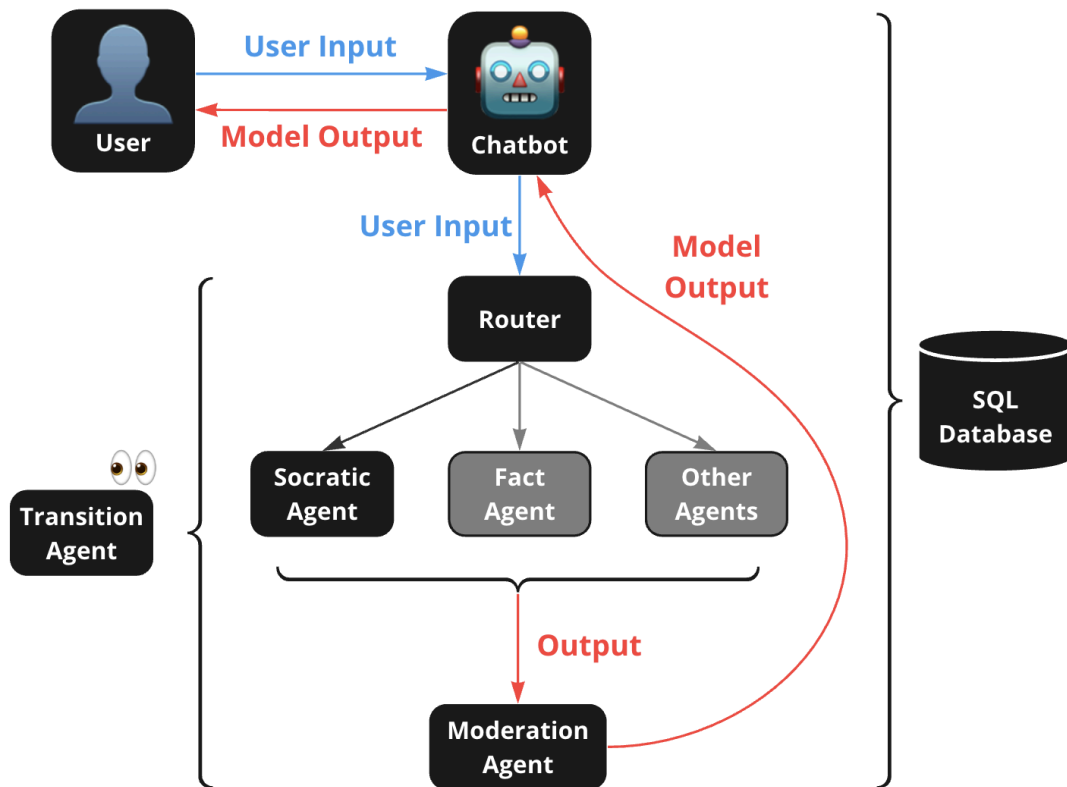 User Input
Model Output
User
Chatbot
User Input
Model
Output
Router
SQL
Database
Socratic
Agent
Fact
Agent
Other
Agents
Transition
Agent
Output
Moderation
Agent